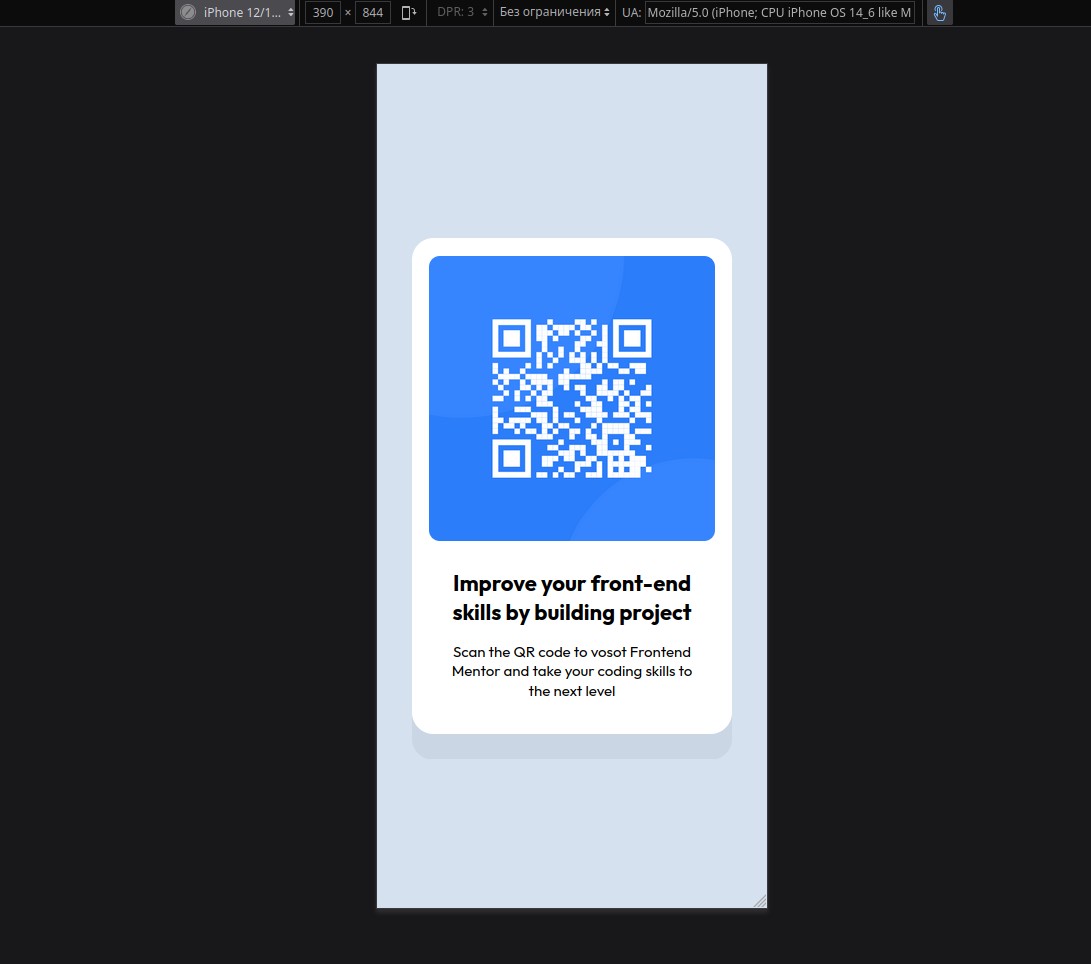 iPhone 12/1... 390 × 844 DPR: 3 Без ограничения UA: Mozilla/5.0 (iPhone; CPU iPhone OS 14_6 like M
Improve your front-end
skills by building project
Scan the QR code to vosot Frontend
Mentor and take your coding skills to
the next level